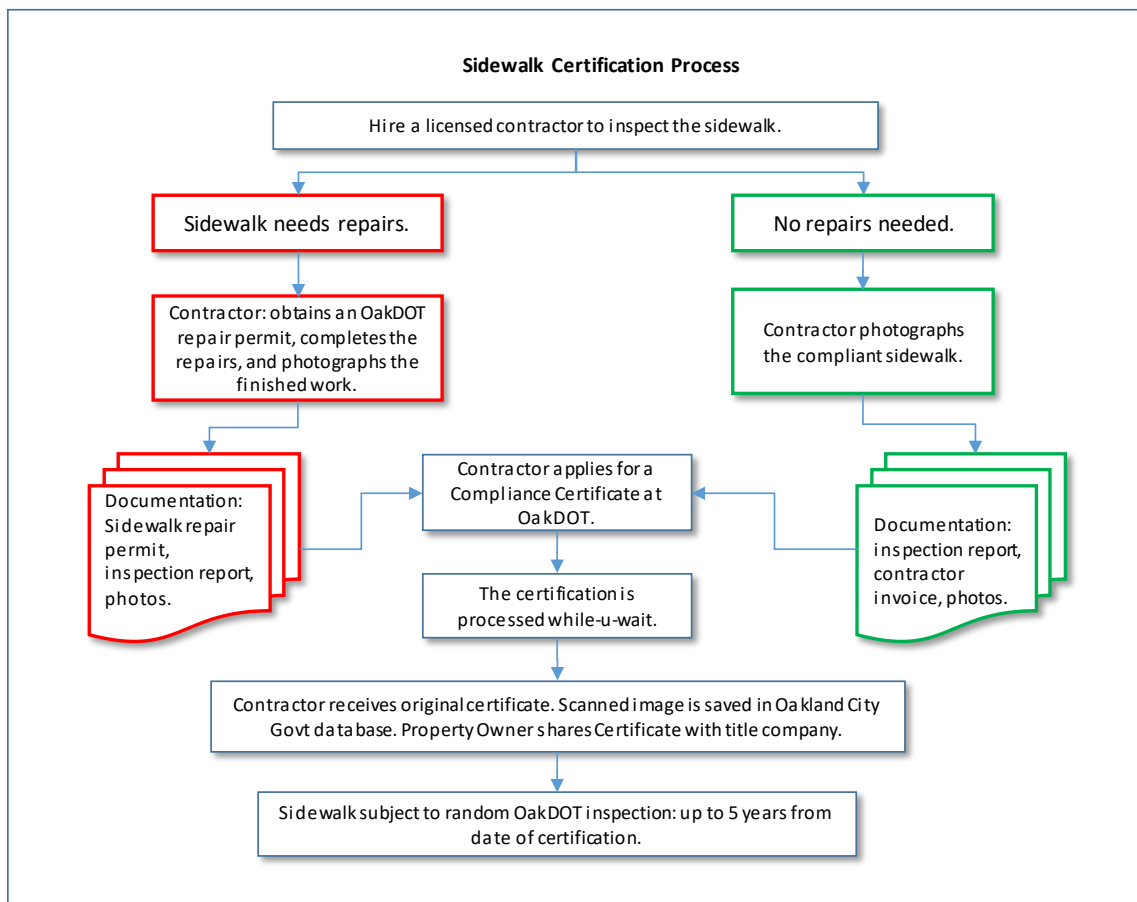 Sidewalk Certification Process
Hire a licensed contractor to inspect the sidewalk.
Sidewalk needs repairs.
No repairs needed.
Contractor: obtains an OakDOT
repair permit, completes the
repairs, and photographs the
finished work.
Contractor photographs
the compliant sidewalk.
Documentation:
Sidewalk repair
permit,
inspection report,
photos.
Contractor applies for a
Compliance Certificate at
OakDOT.
Documentation:
inspection report,
contractor
invoice, photos.
The certification is
processed while-u-wait.
Contractor receives original certificate. Scanned image is saved in Oakland City
Govt database. Property Owner shares Certificate with title company.
Sidewalk subject to random OakDOT inspection: up to 5 years from
date of certification.